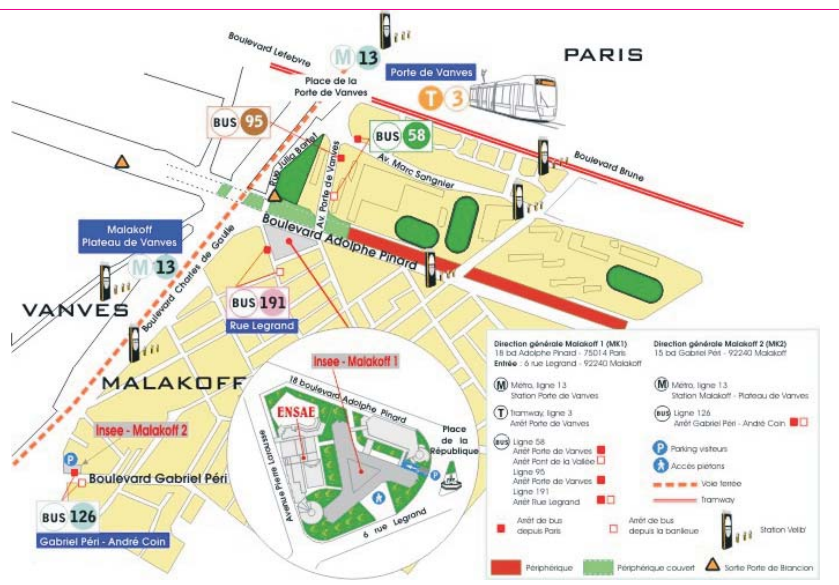 PARIS
Boulevard Lefebvre
M 13
Place de la
Porte de Vanves
Porte de Vanves
T 3
BUS 95
BUS 58
Boulevard Brune
Av. Marc Sangnier
Av. Porte de Vanves
Boulevard Adolphe Pinard
Malakoff
Plateau de Vanves
M 13
Boulevard Charles de Gaulle
VANVES
BUS 191
Rue Legrand
MALAKOFF
Insee - Malakoff 2
P
Boulevard Gabriel Péri
BUS 126
Gabriel Péri - André Coin
Insee - Malakoff 1
18 boulevard Adolphe Pinard
ENSAE
Place
de la
République
Avenue Pierre Larousse
P
6 rue Legrand
Direction générale Malakoff 1 (MK1)
18 bd Adolphe Pinard - 75014 Paris
Entrée : 6 rue Legrand - 92240 Malakoff
M Métro, ligne 13
Station Porte de Vanves
T Tramway, ligne 3
Arrêt Porte de Vanves
BUS Ligne 58
Arrêt Porte de Vanves
Arrêt Pont de la Vallée
Ligne 95
Arrêt Porte de Vanves
Ligne 191
Arrêt Rue Legrand
Arrêt de bus
depuis Paris
Arrêt de bus
depuis la banlieue
Direction générale Malakoff 2 (MK2)
15 bd Gabriel Péri - 92240 Malakoff
M Métro, ligne 13
Station Malakoff - Plateau de Vanves
BUS Ligne 126
Arrêt Gabriel Péri - André Coin
P Parking visiteurs
Accès piétons
Voie ferrée
Tramway
Station Velib'
Périphérique
Périphérique couvert
Sortie Porte de Brancion